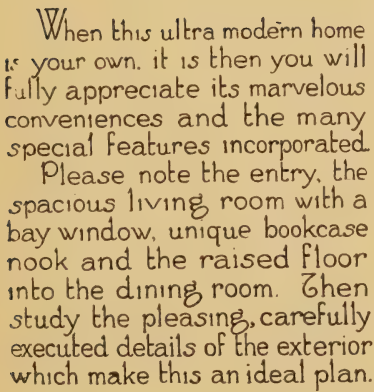 When this ultra modern home
is your own, it is then you will
fully appreciate its marvelous
conveniences and the many
special features incorporated.
Please note the entry, the
spacious living room with a
bay window, unique bookcase
nook and the raised floor
into the dining room. Then
study the pleasing, carefully
executed details of the exterior
which make this an ideal plan.